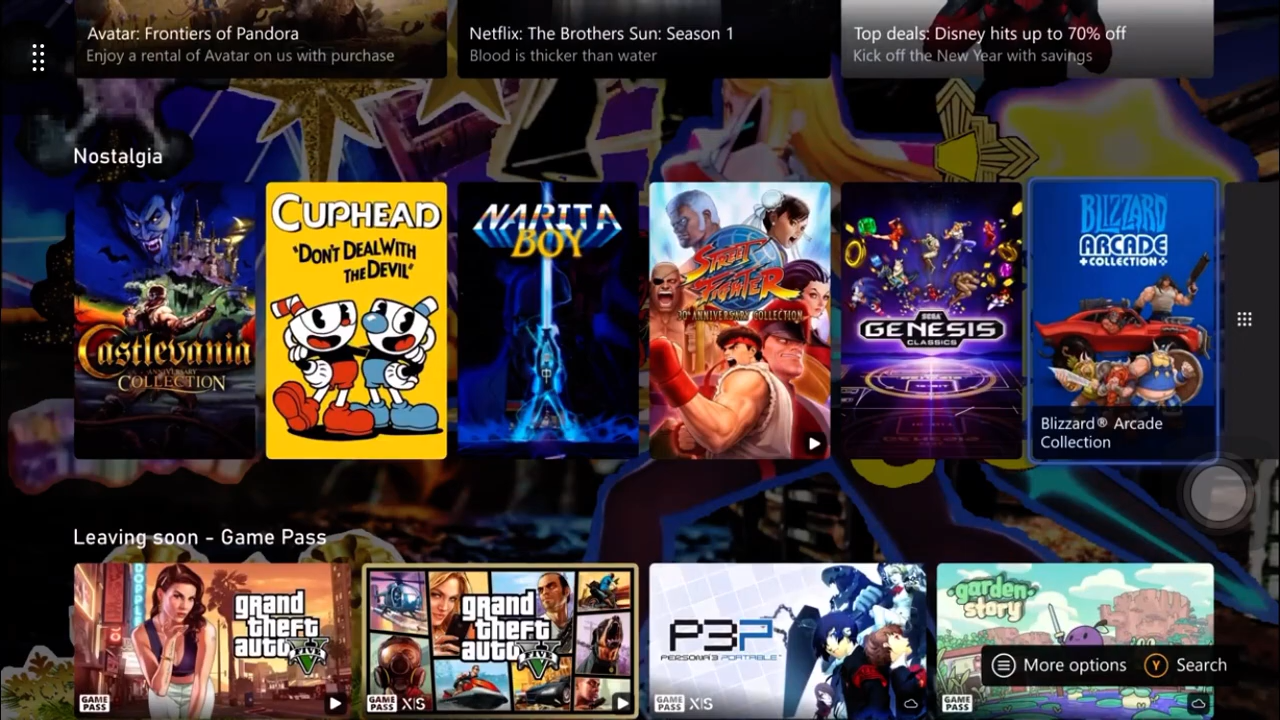 Avatar: Frontiers of Pandora
Enjoy a rental of Avatar on us with purchase
Netflix: The Brothers Sun: Season 1
Blood is thicker than water
Top deals: Disney hits up to 70% off
Kick off the New Year with savings
Nostalgia
Castlevania
ANNIVERSARY
COLLECTION
CUPHEAD
"DON'T DEAL WITH
THE DEVIL"
NARITA
BOY
STREET
FIGHTER
30TH ANNIVERSARY COLLECTION
SEGA
GENESIS
CLASSICS
BLIZZARD
ARCADE
COLLECTION
Blizzard® Arcade
Collection
Leaving soon - Game Pass
grand
theft
auto
FIVE
GAME
PASS
grand
theft
auto
FIVE
GAME
PASS
X|S
P3P
PERSONA3 PORTABLE
GAME
PASS
X|S
garden
story
GAME
PASS
More options
Y Search